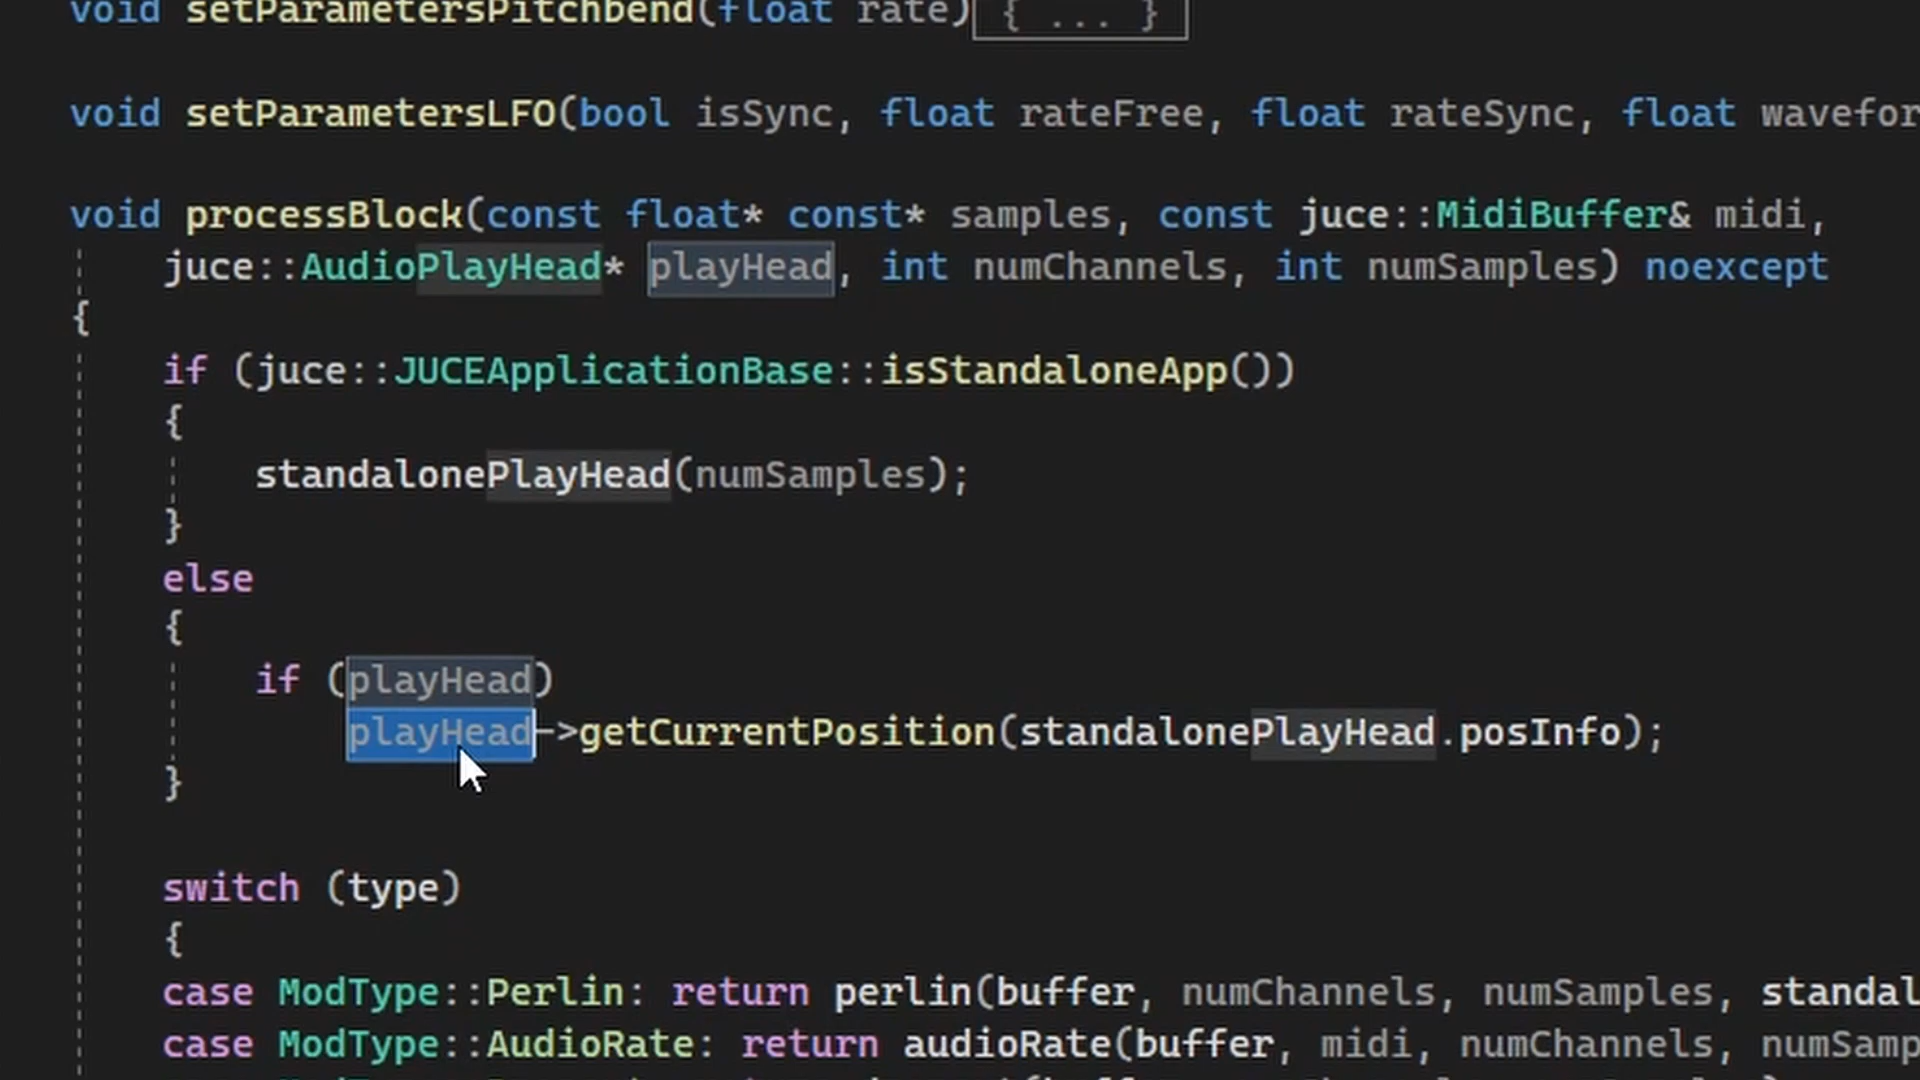 void setParametersPitchbend(float rate) { ... }
void setParametersLFO(bool isSync, float rateFree, float rateSync, float wavefor
void processBlock(const float* const* samples, const juce::MidiBuffer& midi,
juce::AudioPlayHead* playHead, int numChannels, int numSamples) noexcept
{
if (juce::JUCEApplicationBase::isStandaloneApp())
{
standalonePlayHead(numSamples);
}
else
{
if (playHead)
playHead->getCurrentPosition(standalonePlayHead.posInfo);
}
switch (type)
{
case ModType::Perlin: return perlin(buffer, numChannels, numSamples, standal
case ModType::AudioRate: return audioRate(buffer, midi, numChannels, numSamp